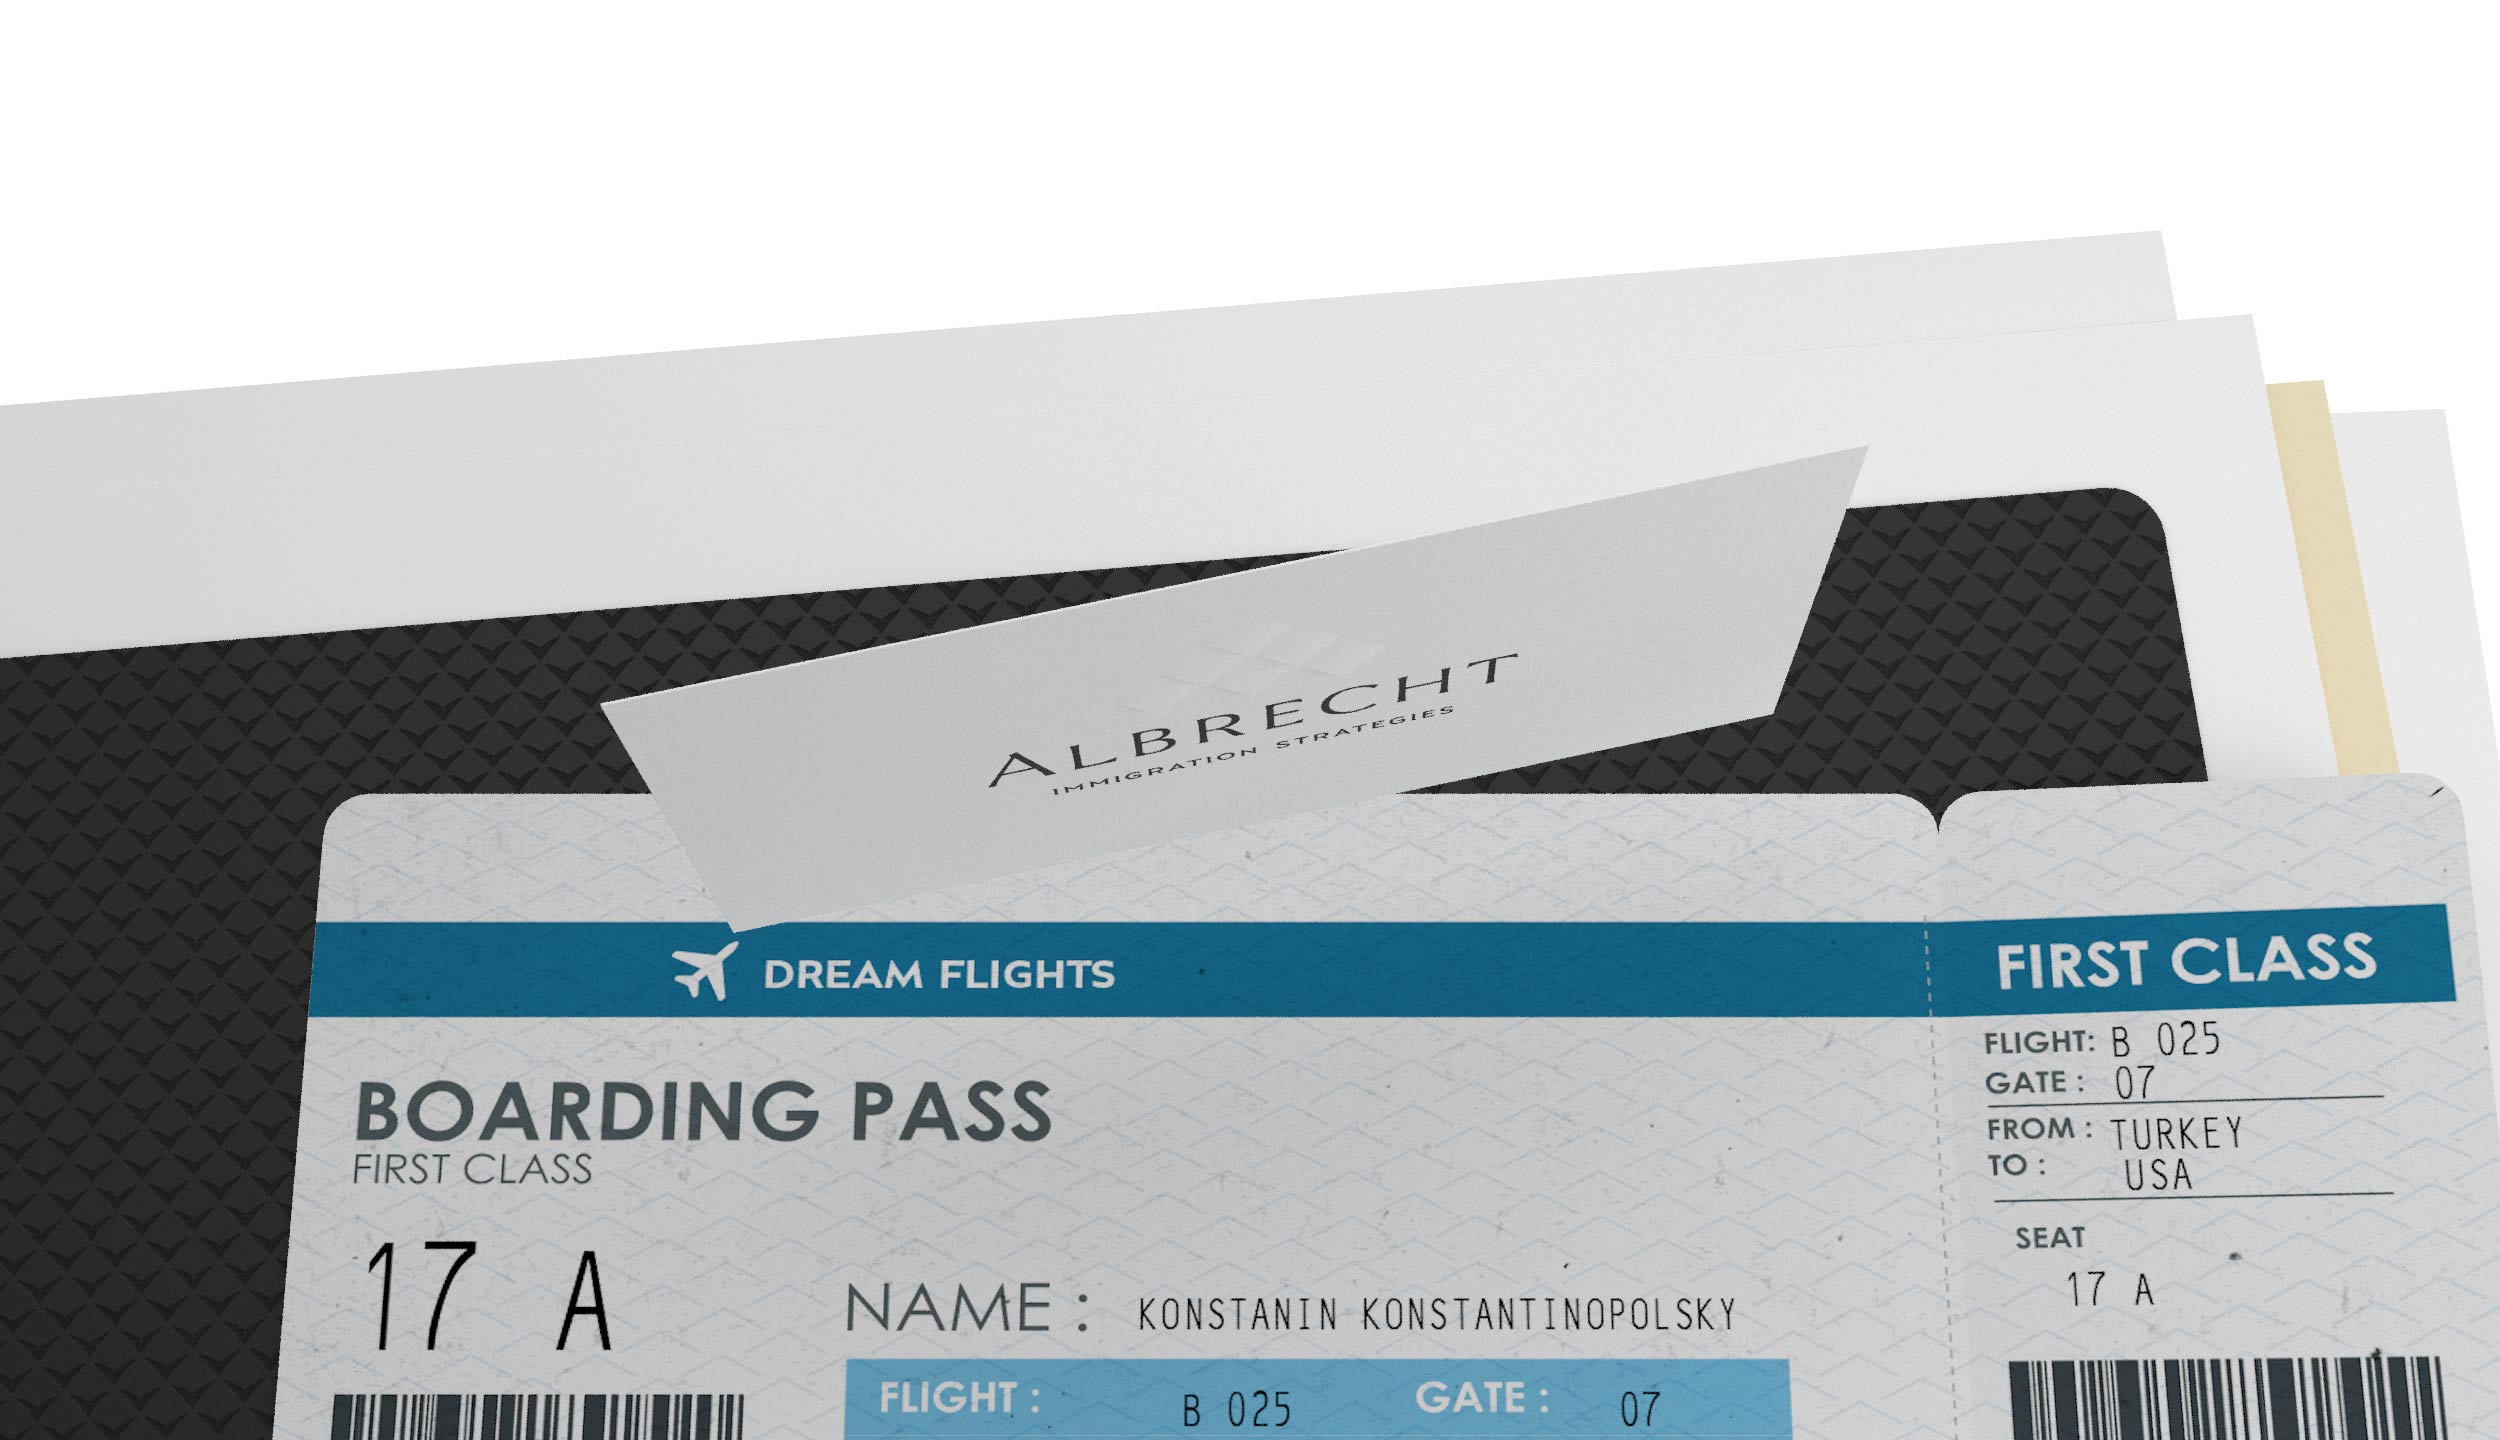 ALBRECHT
IMMIGRATION STRATEGIES
DREAM FLIGHTS
BOARDING PASS
FIRST CLASS
17 A
NAME : KONSTANIN KONSTANTINOPOLSKY
FLIGHT : B 025 GATE : 07
FIRST CLASS
FLIGHT: B 025
GATE : 07
FROM : TURKEY
TO : USA
SEAT
17 A